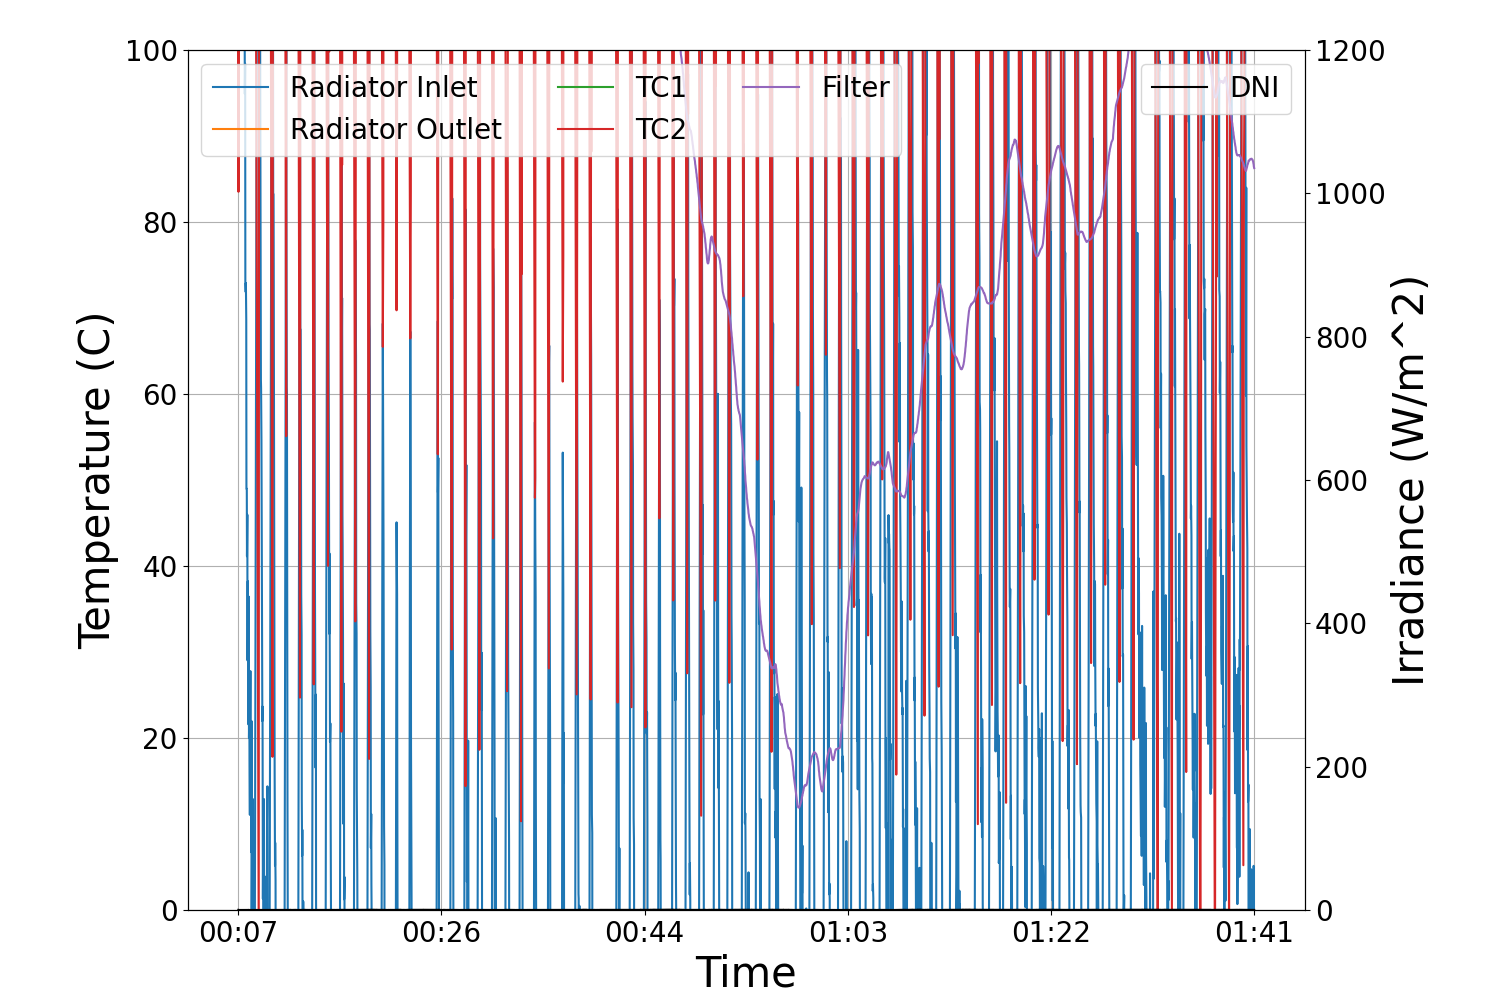 100
80
60
40
20
0
Temperature (C)
Radiator Inlet
Radiator Outlet
TC1
TC2
Filter
DNI
1200
1000
800
600
400
200
0
Irradiance (W/m^2)
00:07
00:26
00:44
01:03
01:22
01:41
Time